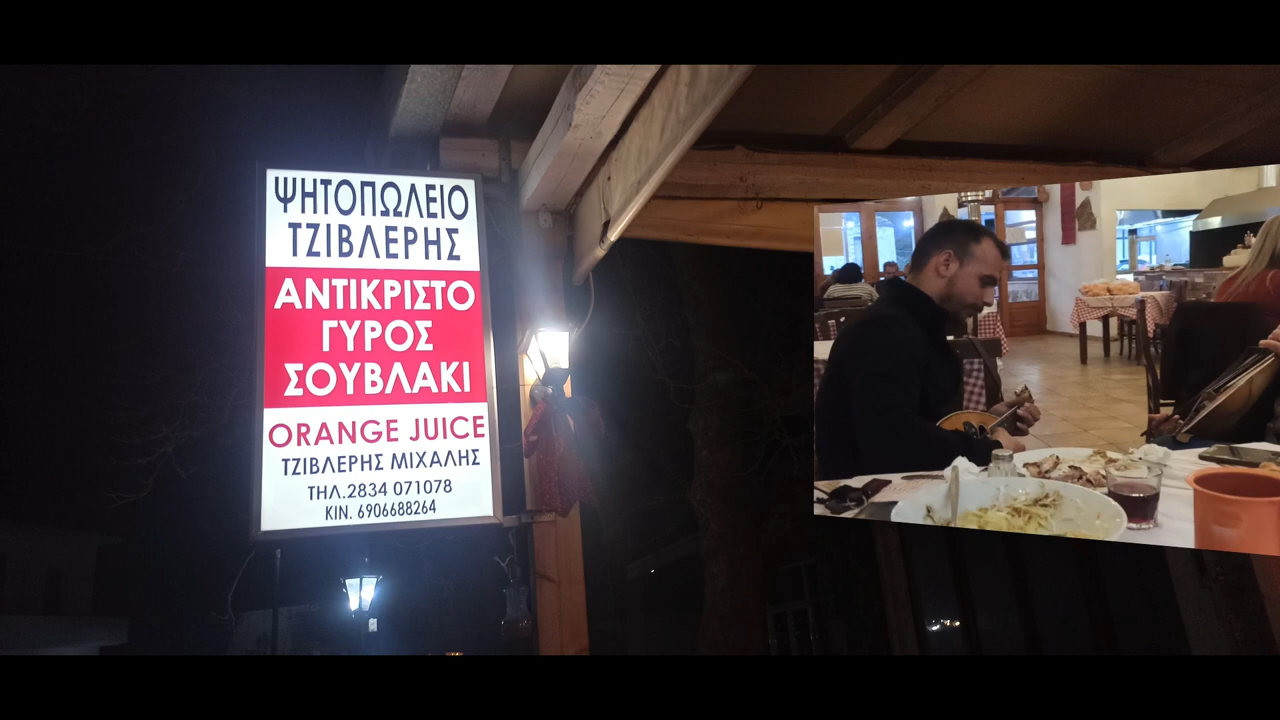 ΨΗΤΟΠΩΛΕΙΟ
ΤΖΙΒΛΕΡΗΣ
ΑΝΤΙΚΡΙΣΤΟ
ΓΥΡΟΣ
ΣΟΥΒΛΑΚΙ
ORANGE JUICE
ΤΖΙΒΛΕΡΗΣ ΜΙΧΑΛΗΣ
ΤΗΛ.2834 071078
ΚΙΝ. 6906688264